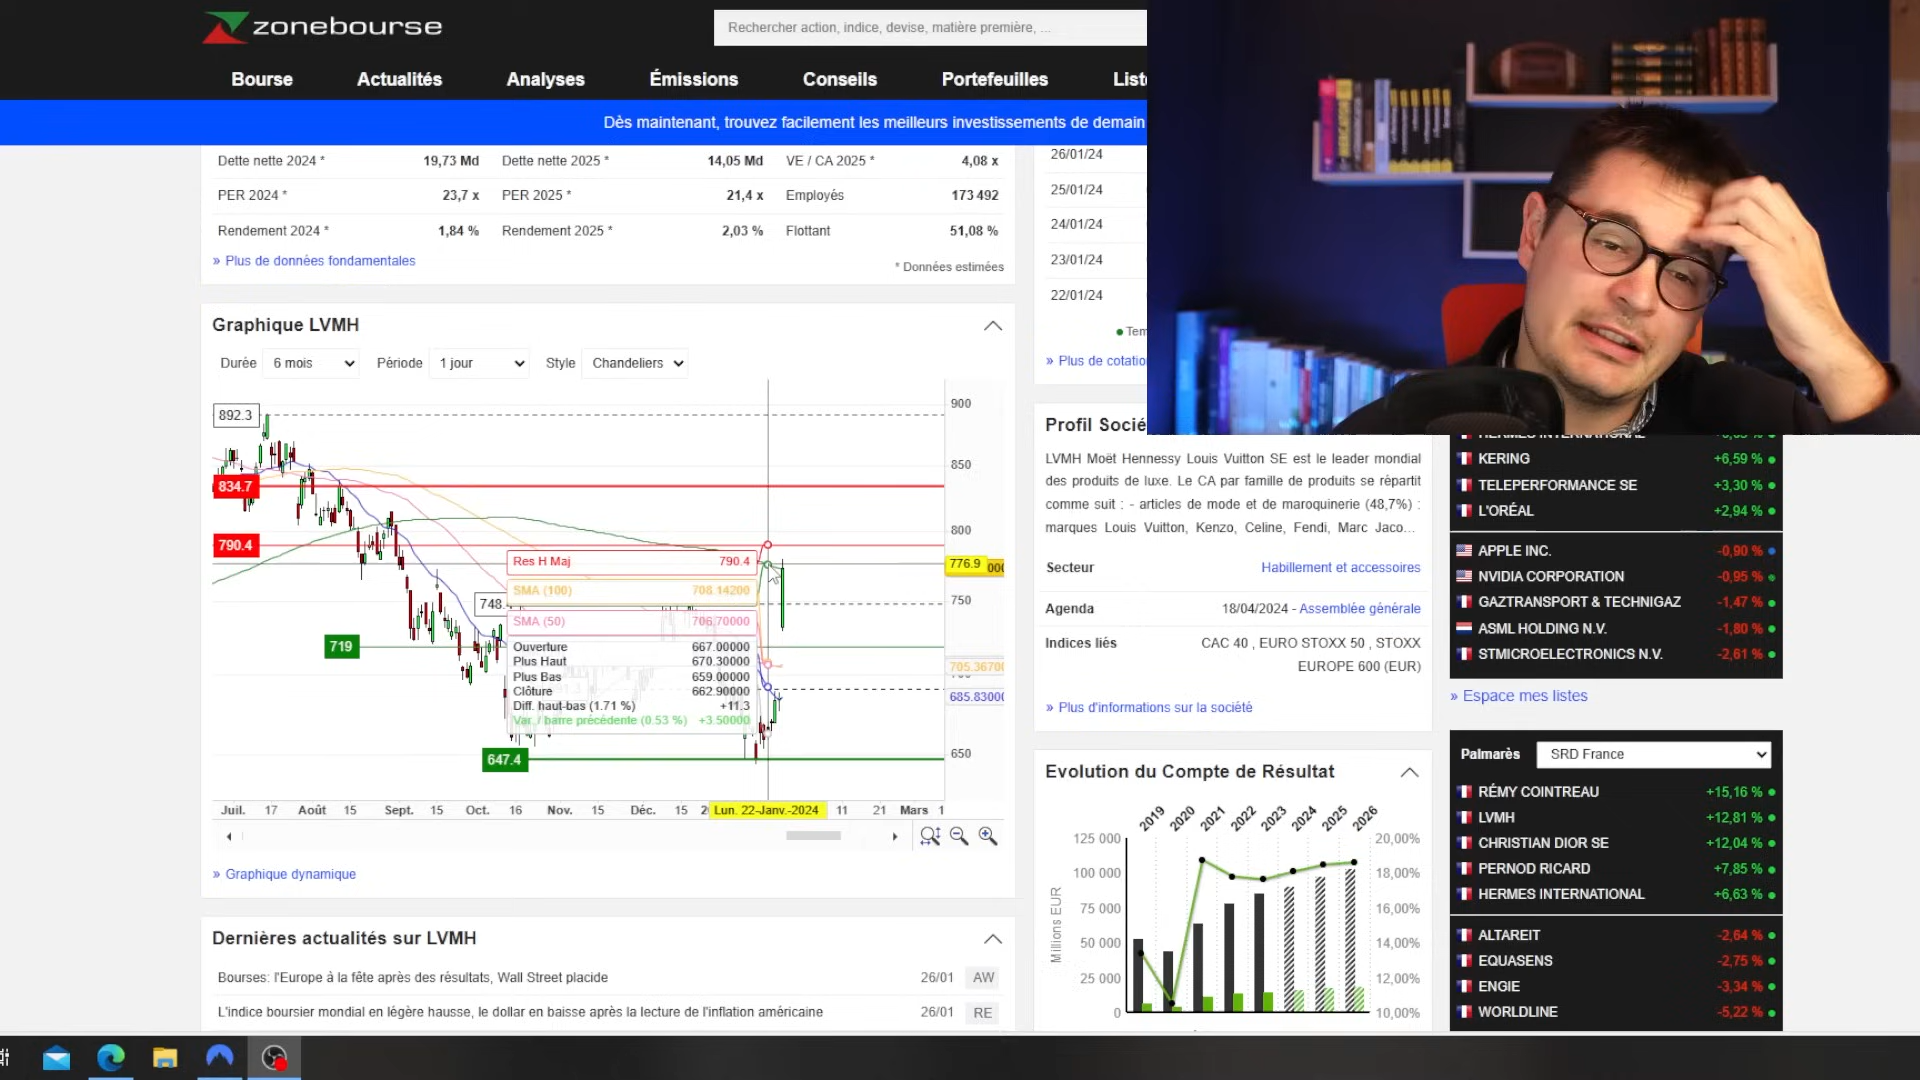 zonebourse
Rechercher action, indice, devise, matière première, ...
Bourse Actualités Analyses Émissions Conseils Portefeuilles List
Dès maintenant, trouvez facilement les meilleurs investissements de demain
Dette nette 2024 * 19,73 Md Dette nette 2025 * 14,05 Md VE / CA 2025 * 4,08 x
PER 2024 * 23,7 x PER 2025 * 21,4 x Employés 173 492
Rendement 2024 * 1,84 % Rendement 2025 * 2,03 % Flottant 51,08 %
» Plus de données fondamentales
* Données estimées
26/01/24
25/01/24
24/01/24
23/01/24
22/01/24
Tem
» Plus de cotatio
Graphique LVMH
Durée 6 mois Période 1 jour Style Chandeliers
892.3
834.7
790.4
748.
719
647.4
900
850
800
776.9
750
705.36700
685.83000
650
Res H Maj 790.4
SMA (100) 708.14200
SMA (50) 706.70000
Ouverture 667.00000
Plus Haut 670.30000
Plus Bas 659.00000
Clôture 662.90000
Diff. haut-bas (1.71 %) +11.3
Var. / barre précédente (0.53 %) +3.50000
Juil. 17 Août 15 Sept. 15 Oct. 16 Nov. 15 Déc. 15 2 Lun. 22-Janv.-2024 11 21 Mars 1
» Graphique dynamique
Dernières actualités sur LVMH
Bourses: l'Europe à la fête après des résultats, Wall Street placide 26/01 AW
L'indice boursier mondial en légère hausse, le dollar en baisse après la lecture de l'inflation américaine 26/01 RE
Profil Socié
LVMH Moët Hennessy Louis Vuitton SE est le leader mondial
des produits de luxe. Le CA par famille de produits se répartit
comme suit : - articles de mode et de maroquinerie (48,7%) :
marques Louis Vuitton, Kenzo, Celine, Fendi, Marc Jaco...
Secteur Habillement et accessoires
Agenda 18/04/2024 - Assemblée générale
Indices liés CAC 40 , EURO STOXX 50 , STOXX
EUROPE 600 (EUR)
» Plus d'informations sur la société
Evolution du Compte de Résultat
2019 2020 2021 2022 2023 2024 2025 2026
125 000 20,00%
100 000 18,00%
75 000 16,00%
50 000 14,00%
25 000 12,00%
0 10,00%
Millions EUR
HERMES INTERNATIONAL
KERING +6,59 %
TELEPERFORMANCE SE +3,30 %
L'ORÉAL +2,94 %
APPLE INC. -0,90 %
NVIDIA CORPORATION -0,95 %
GAZTRANSPORT & TECHNIGAZ -1,47 %
ASML HOLDING N.V. -1,80 %
STMICROELECTRONICS N.V. -2,61 %
» Espace mes listes
Palmarès SRD France
RÉMY COINTREAU +15,16 %
LVMH +12,81 %
CHRISTIAN DIOR SE +12,04 %
PERNOD RICARD +7,85 %
HERMES INTERNATIONAL +6,63 %
ALTAREIT -2,64 %
EQUASENS -2,75 %
ENGIE -3,34 %
WORLDLINE -5,22 %